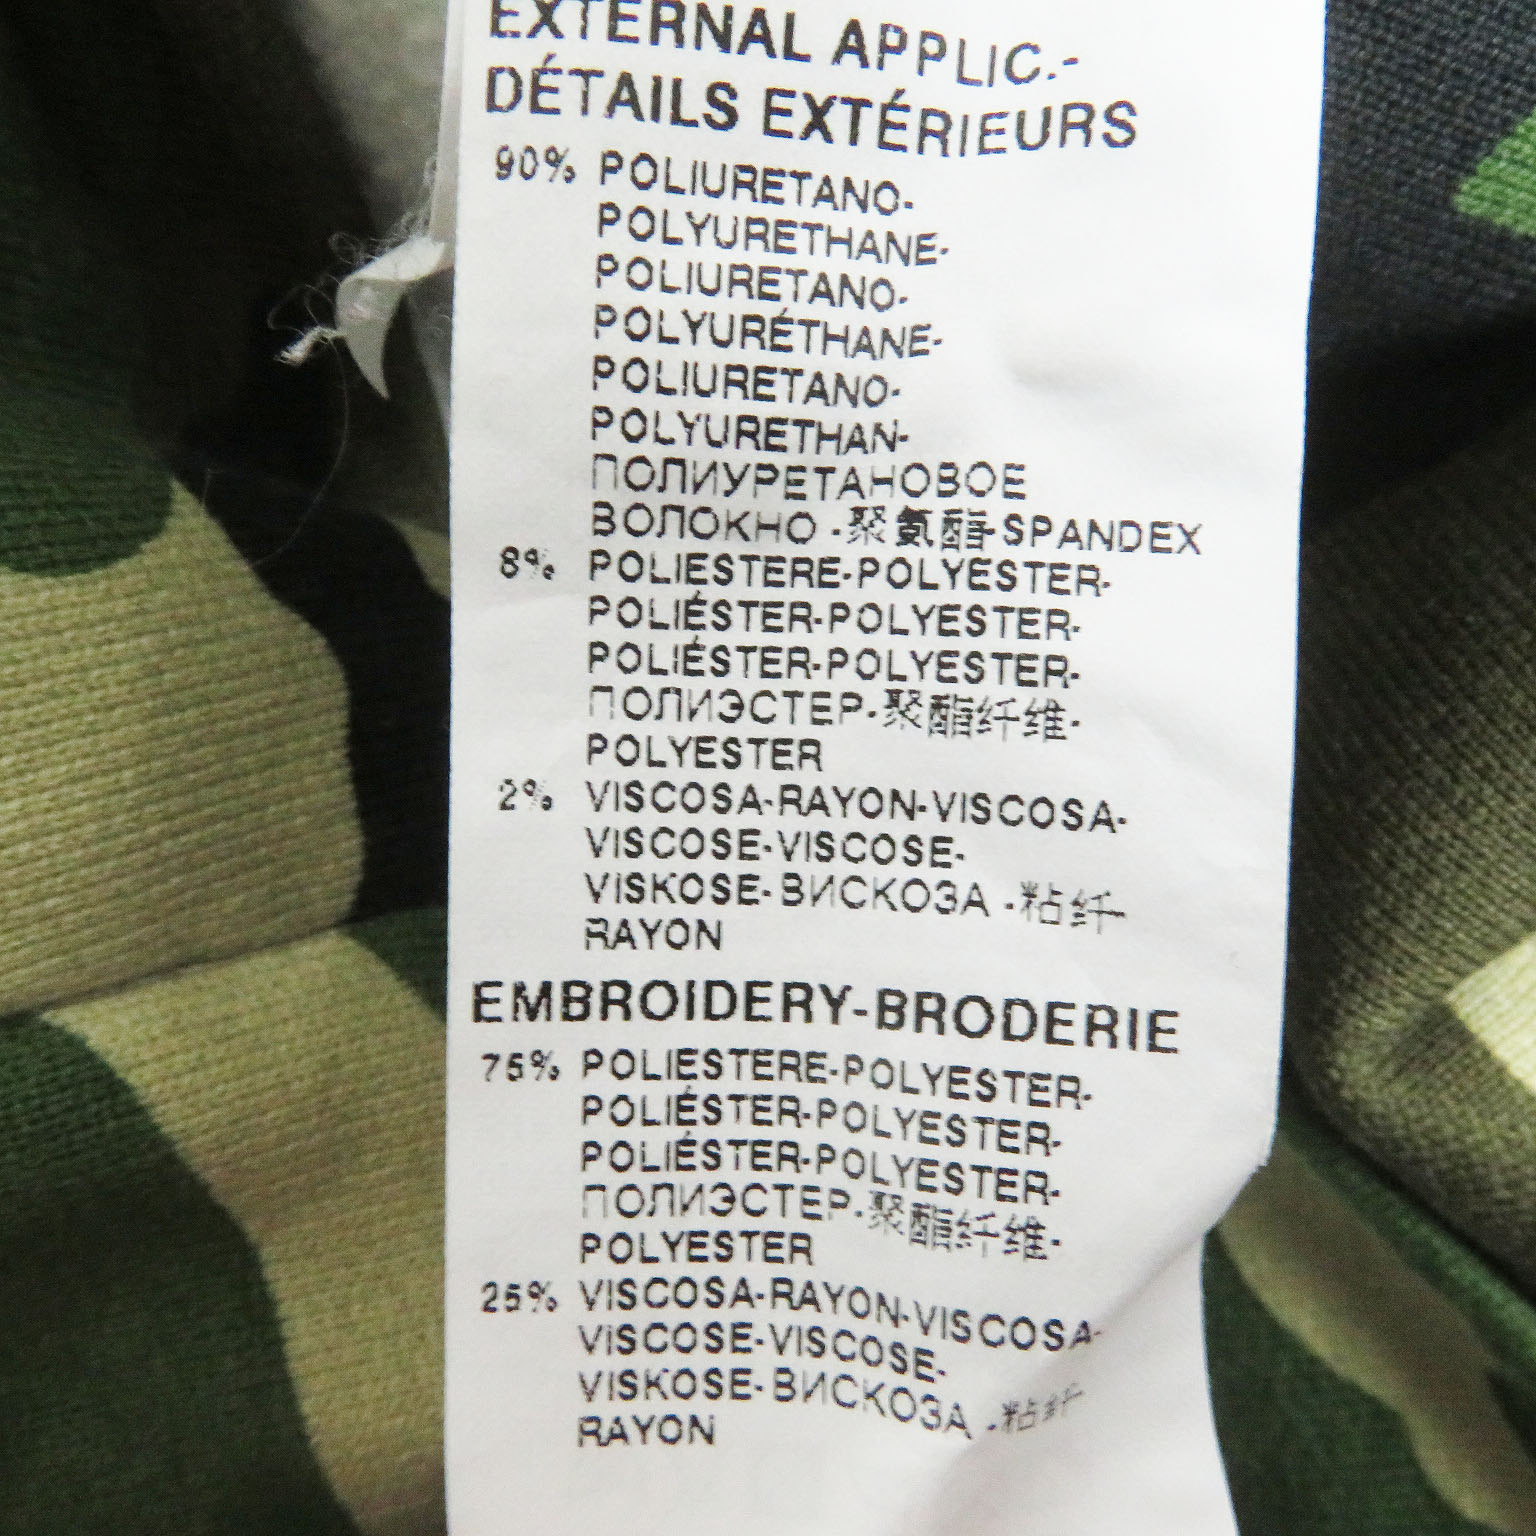 EXTERNAL APPLIC.-
DÉTAILS EXTÉRIEURS
90% POLIURETANO-
POLYURETHANE-
POLIURETANO-
POLYURÉTHANE-
POLIURETANO-
POLYURETHAN-
ПОЛИУРЕТАНОВОЕ
ВОЛОКНО -聚氨酯-SPANDEX
8% POLIESTERE-POLYESTER-
POLIÉSTER-POLYESTER-
POLIÉSTER-POLYESTER-
ПОЛИЭСТЕР-聚酯纤维-
POLYESTER
2% VISCOSA-RAYON-VISCOSA-
VISCOSE-VISCOSE-
VISKOSE-ВИСКОЗА -粘纤-
RAYON
EMBROIDERY-BRODERIE
75% POLIESTERE-POLYESTER-
POLIÉSTER-POLYESTER-
POLIÉSTER-POLYESTER-
ПОЛИЭСТЕР-聚酯纤维-
POLYESTER
25% VISCOSA-RAYON-VISCOSA-
VISCOSE-VISCOSE-
VISKOSE-ВИСКОЗА -粘纤-
RAYON